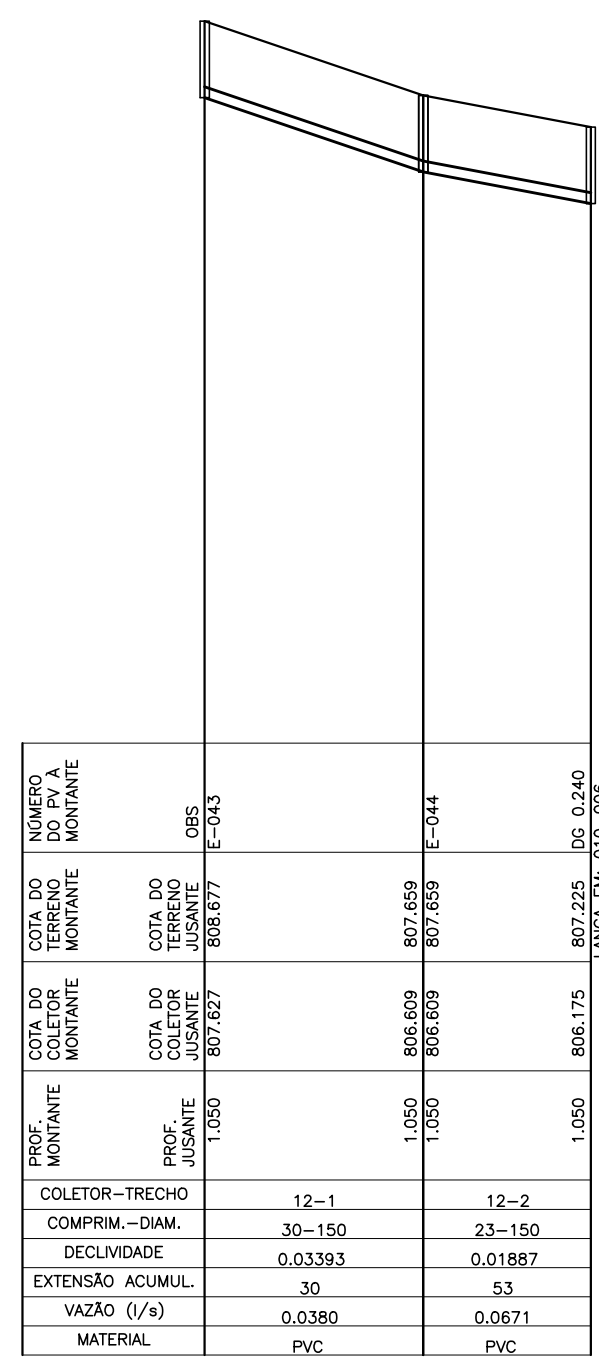 NÚMERO
DO PV À
MONTANTE
OBS
E-043
E-044
DG 0.240
COTA DO
TERRENO
MONTANTE
COTA DO
TERRENO
JUSANTE
808.677
807.659
807.659
807.225
COTA DO
COLETOR
MONTANTE
COTA DO
COLETOR
JUSANTE
807.627
806.609
806.609
806.175
PROF.
MONTANTE
PROF.
JUSANTE
1.050
1.050
1.050
1.050
COLETOR-TRECHO 12-1 12-2
COMPRIM.-DIAM. 30-150 23-150
DECLIVIDADE 0.03393 0.01887
EXTENSÃO ACUMUL. 30 53
VAZÃO (l/s) 0.0380 0.0671
MATERIAL PVC PVC